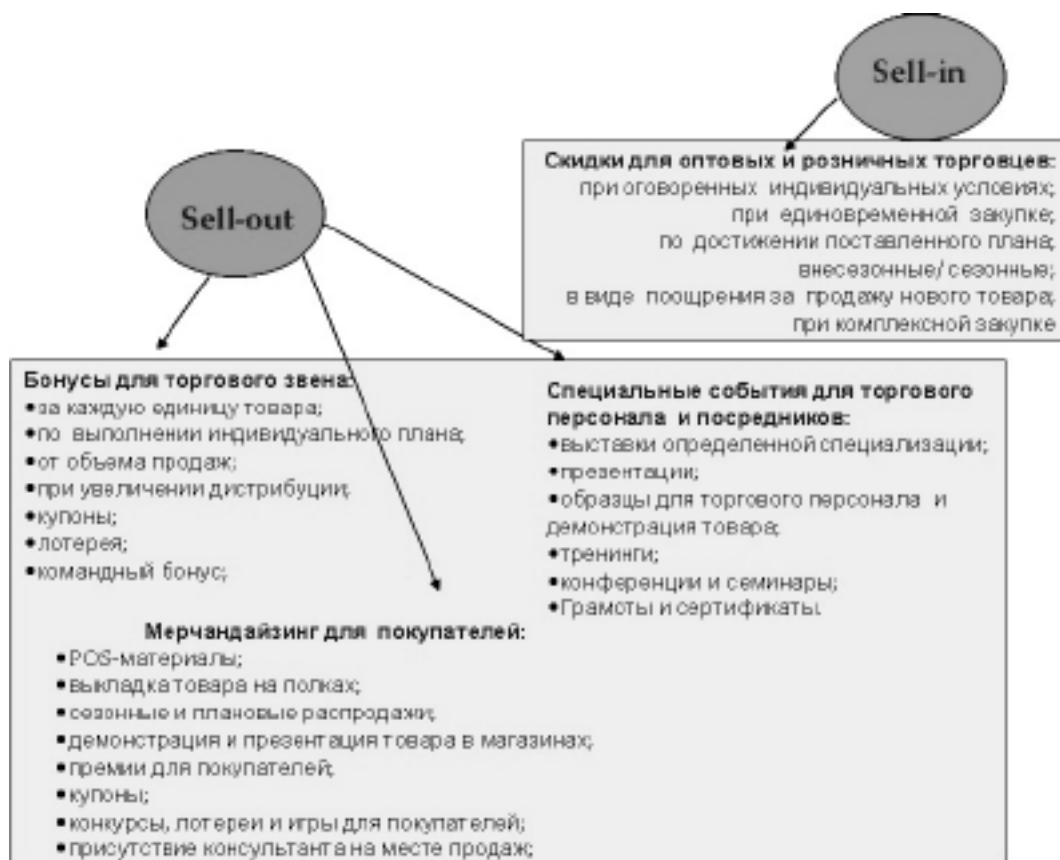 Sell-in
Скидки для оптовых и розничных торговцев:
при оговоренных индивидуальных условиях;
при единовременной закупке;
по достижении поставленного плана;
внесезонные/ сезонные;
в виде поощрения за продажу нового товара;
при комплексной закупке
Sell-out
Бонусы для торгового звена:
•за каждую единицу товара;
•по выполнении индивидуального плана;
•от объема продаж;
•при увеличении дистрибуции;
•купоны;
•лотерея;
•командный бонус;
Специальные события для торгового
персонала и посредников:
•выставки определенной специализации;
•презентации;
•образцы для торгового персонала и
демонстрация товара;
•тренинги;
•конференции и семинары;
•Грамоты и сертификаты.
Мерчандайзинг для покупателей:
•POS-материалы;
•выкладка товара на полках;
•сезонные и плановые распродажи;
•демонстрация и презентация товара в магазинах;
•премии для покупателей;
•купоны;
•конкурсы, лотереи и игры для покупателей;
•присутствие консультанта на месте продаж;